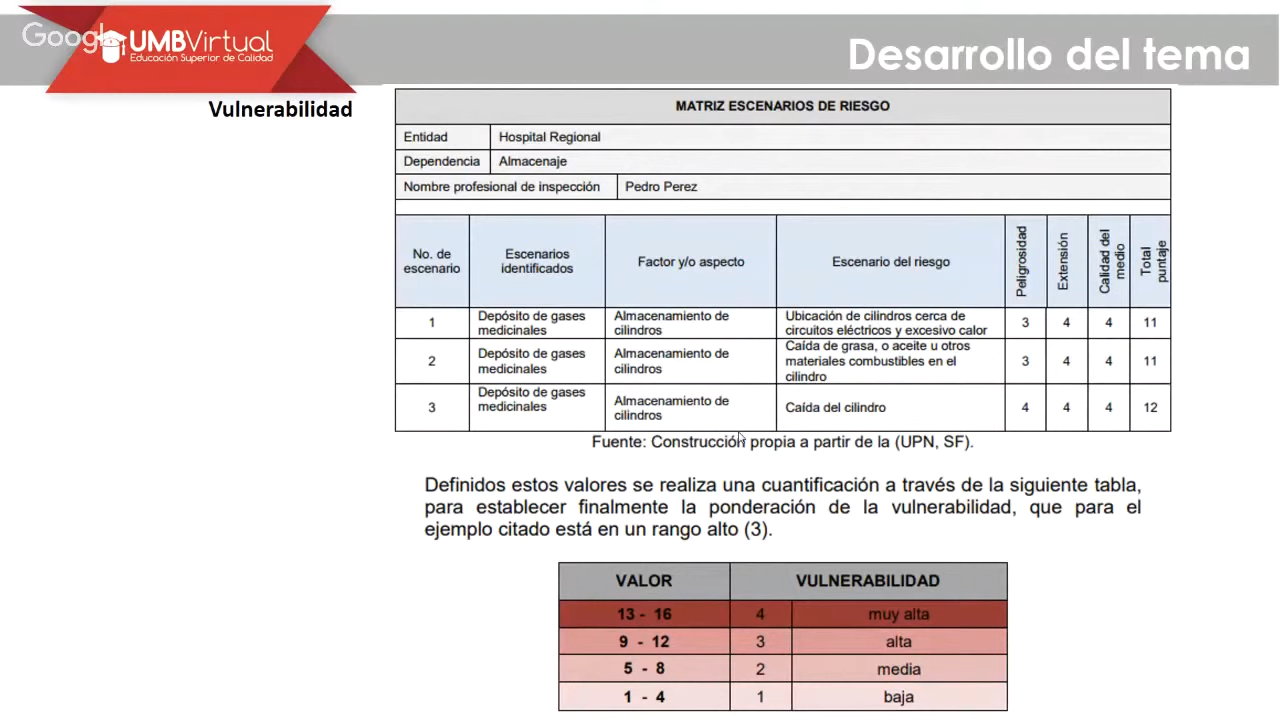 Google
UMBVirtual
Educación Superior de Calidad
Desarrollo del tema
Vulnerabilidad
MATRIZ ESCENARIOS DE RIESGO
Entidad Hospital Regional
Dependencia Almacenaje
Nombre profesional de inspección Pedro Perez
No. de escenario Escenarios identificados Factor y/o aspecto Escenario del riesgo Peligrosidad Extensión Calidad del medio Total puntaje
1 Depósito de gases medicinales Almacenamiento de cilindros Ubicación de cilindros cerca de circuitos eléctricos y excesivo calor 3 4 4 11
2 Depósito de gases medicinales Almacenamiento de cilindros Caída de grasa, o aceite u otros materiales combustibles en el cilindro 3 4 4 11
3 Depósito de gases medicinales Almacenamiento de cilindros Caída del cilindro 4 4 4 12
Fuente: Construcción propia a partir de la (UPN, SF).
Definidos estos valores se realiza una cuantificación a través de la siguiente tabla,
para establecer finalmente la ponderación de la vulnerabilidad, que para el
ejemplo citado está en un rango alto (3).
VALOR VULNERABILIDAD
13 - 16 4 muy alta
9 - 12 3 alta
5 - 8 2 media
1 - 4 1 baja